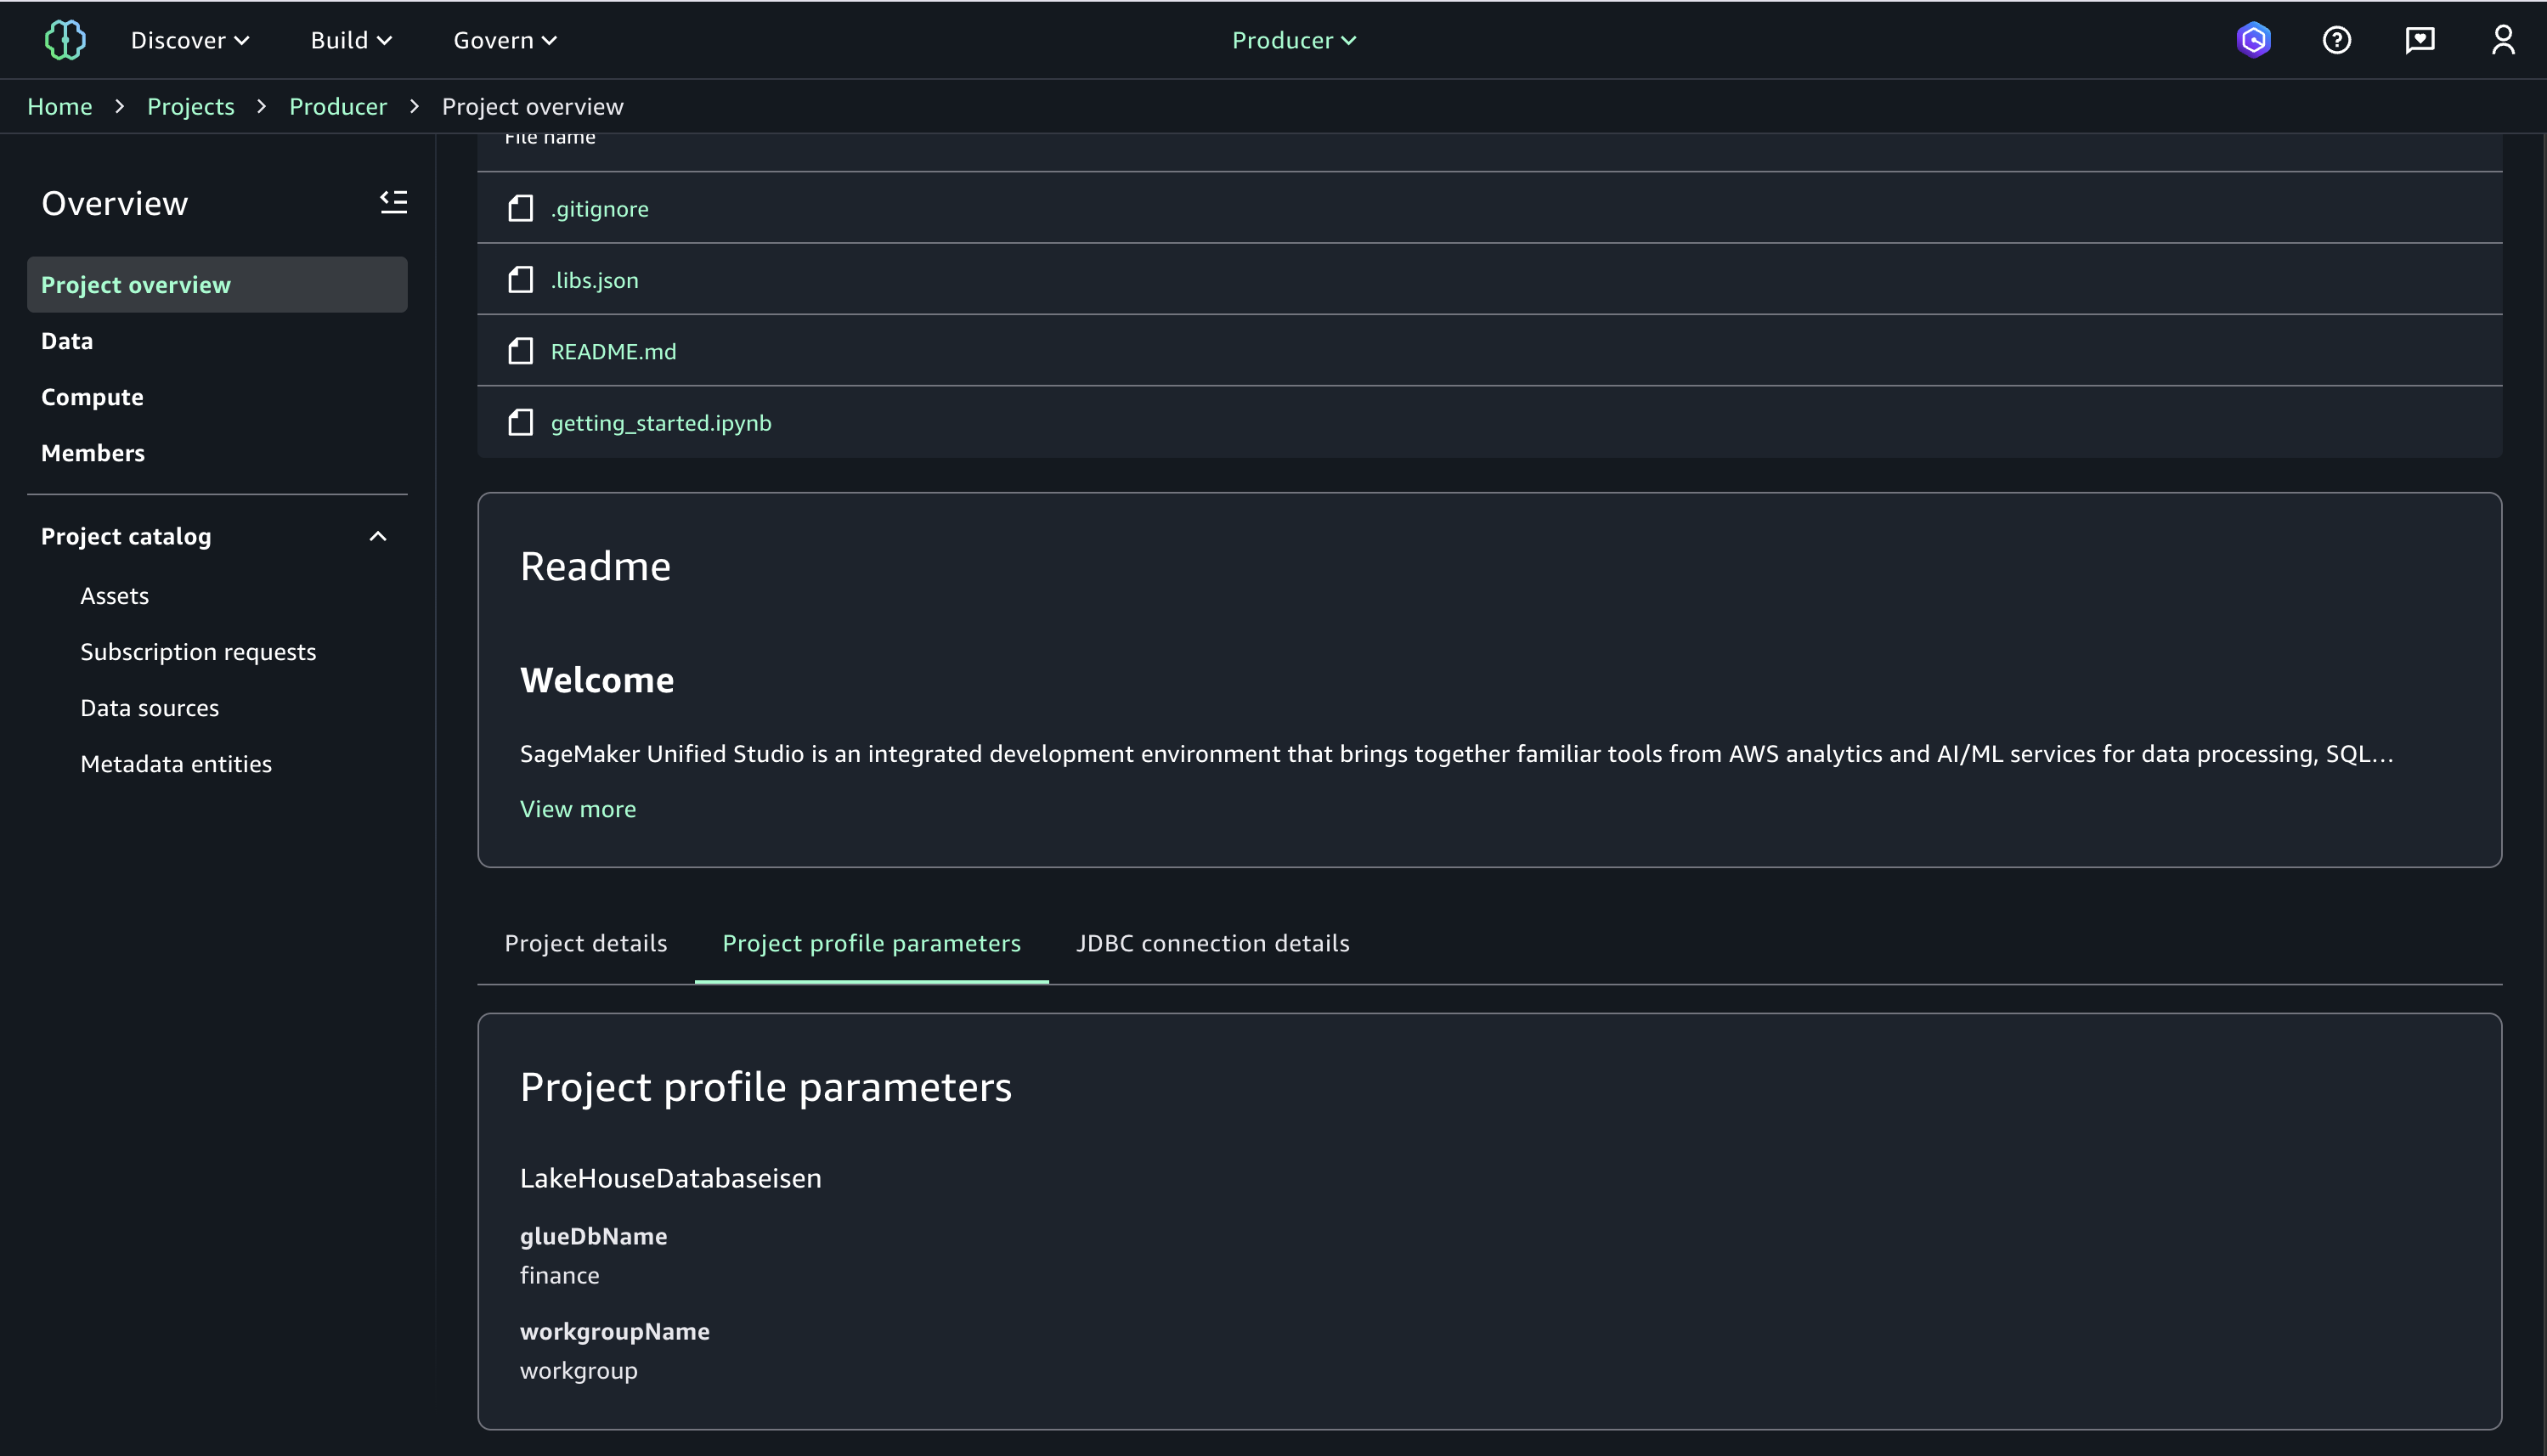 Discover Build Govern Producer
Home Projects Producer Project overview
File name
Overview
.gitignore
Project overview
.libs.json
Data
README.md
Compute
getting_started.ipynb
Members
Project catalog
Assets
Subscription requests
Data sources
Metadata entities
Readme
Welcome
SageMaker Unified Studio is an integrated development environment that brings together familiar tools from AWS analytics and AI/ML services for data processing, SQL…
View more
Project details Project profile parameters JDBC connection details
Project profile parameters
LakeHouseDatabaseisen
glueDbName
finance
workgroupName
workgroup